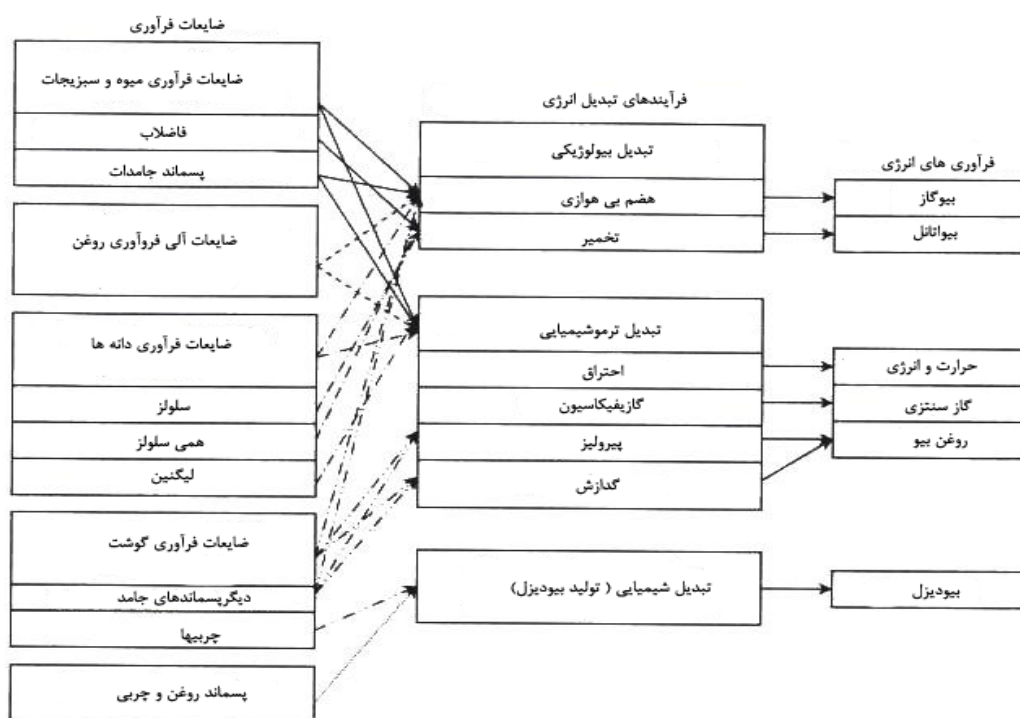 ضایعات فرآوری
ضایعات فرآوری میوه و سبزیجات
فاضلاب
پسماند جامدات
ضایعات آلی فروآوری روغن
ضایعات فرآوری دانه ها
سلولز
همی سلولز
لیگنین
ضایعات فرآوری گوشت
دیگرپسماندهای جامد
چربیها
پسماند روغن و چربی
فرآیندهای تبدیل انرژی
تبدیل بیولوژیکی
هضم بی هوازی
تخمیر
تبدیل ترموشیمیایی
احتراق
گازیفیکاسیون
پیرولیز
گدازش
تبدیل شیمیایی ( تولید بیودیزل)
فرآوری های انرژی
بیوگاز
بیواتانل
حرارت و انرژی
گاز سنتزی
روغن بیو
بیودیزل